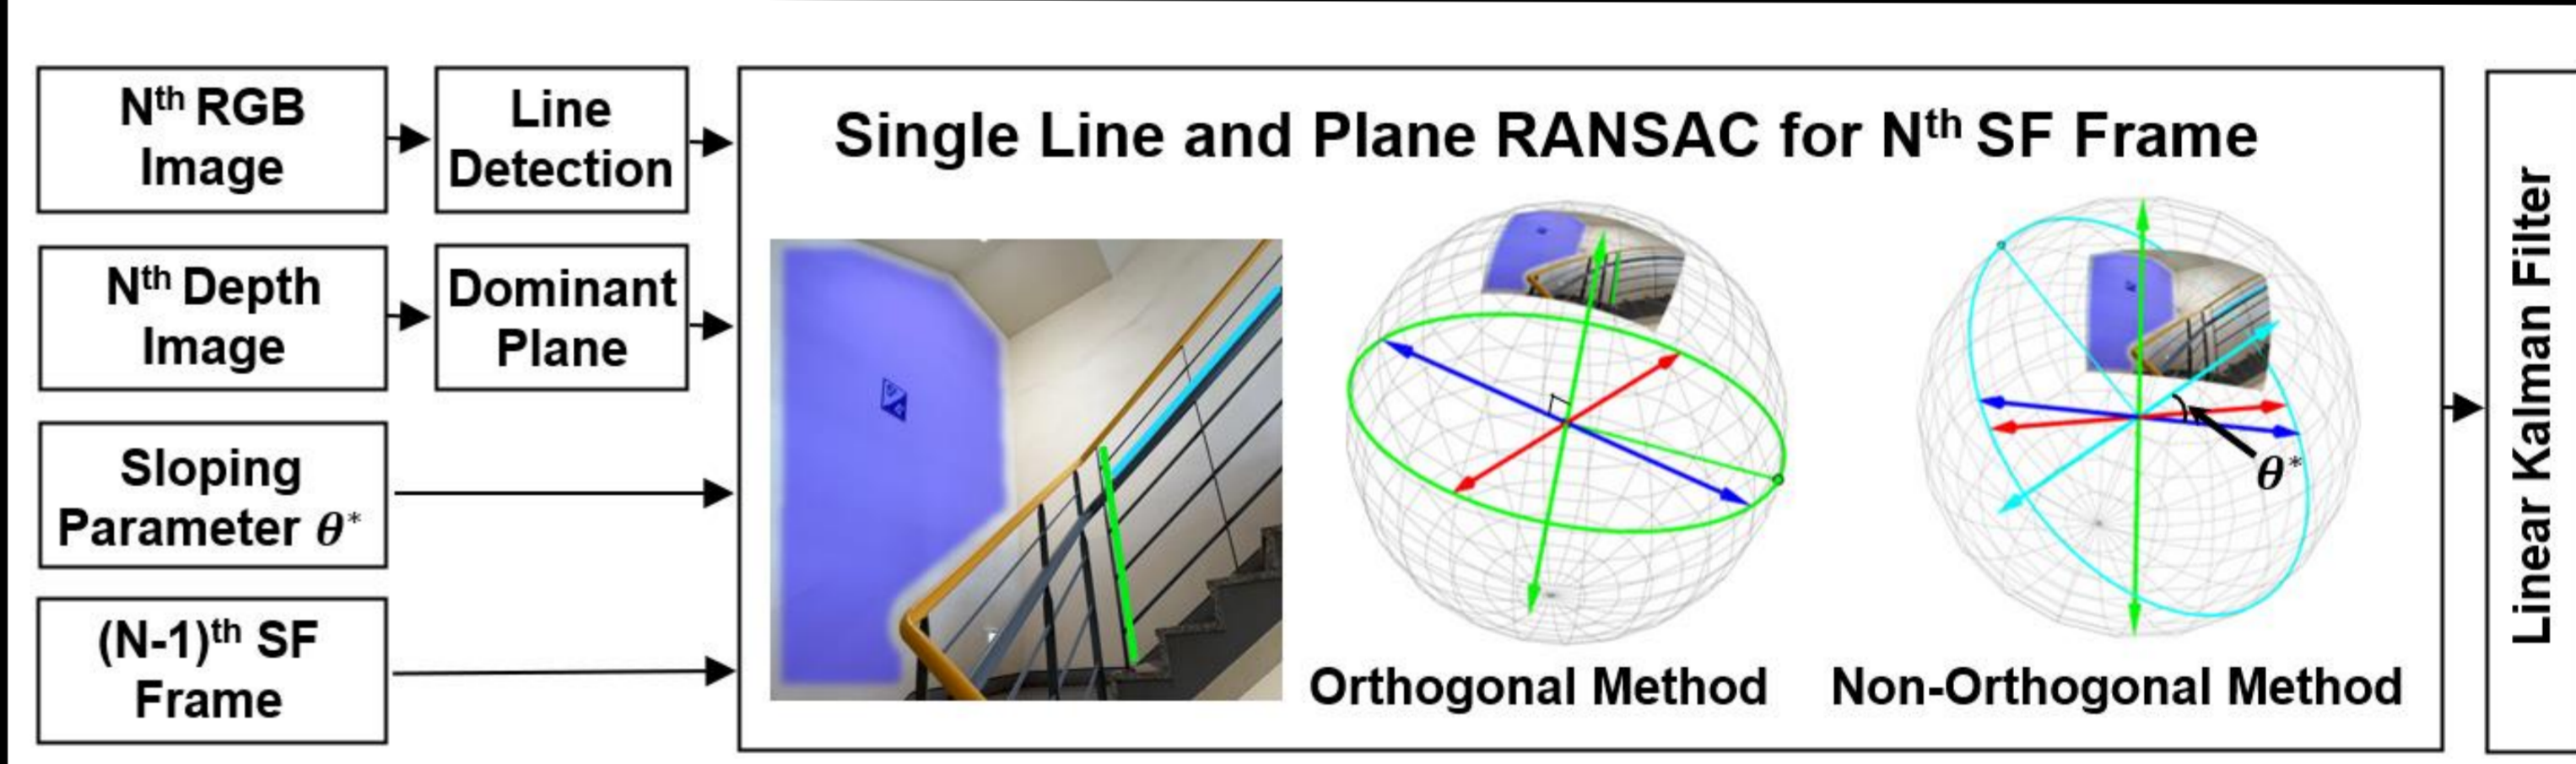 Nth RGB
Image
Line
Detection
Nth Depth
Image
Dominant
Plane
Sloping
Parameter θ*
(N-1)th SF
Frame
Single Line and Plane RANSAC for Nth SF Frame
θ*
Orthogonal Method
Non-Orthogonal Method
Linear Kalman Filter